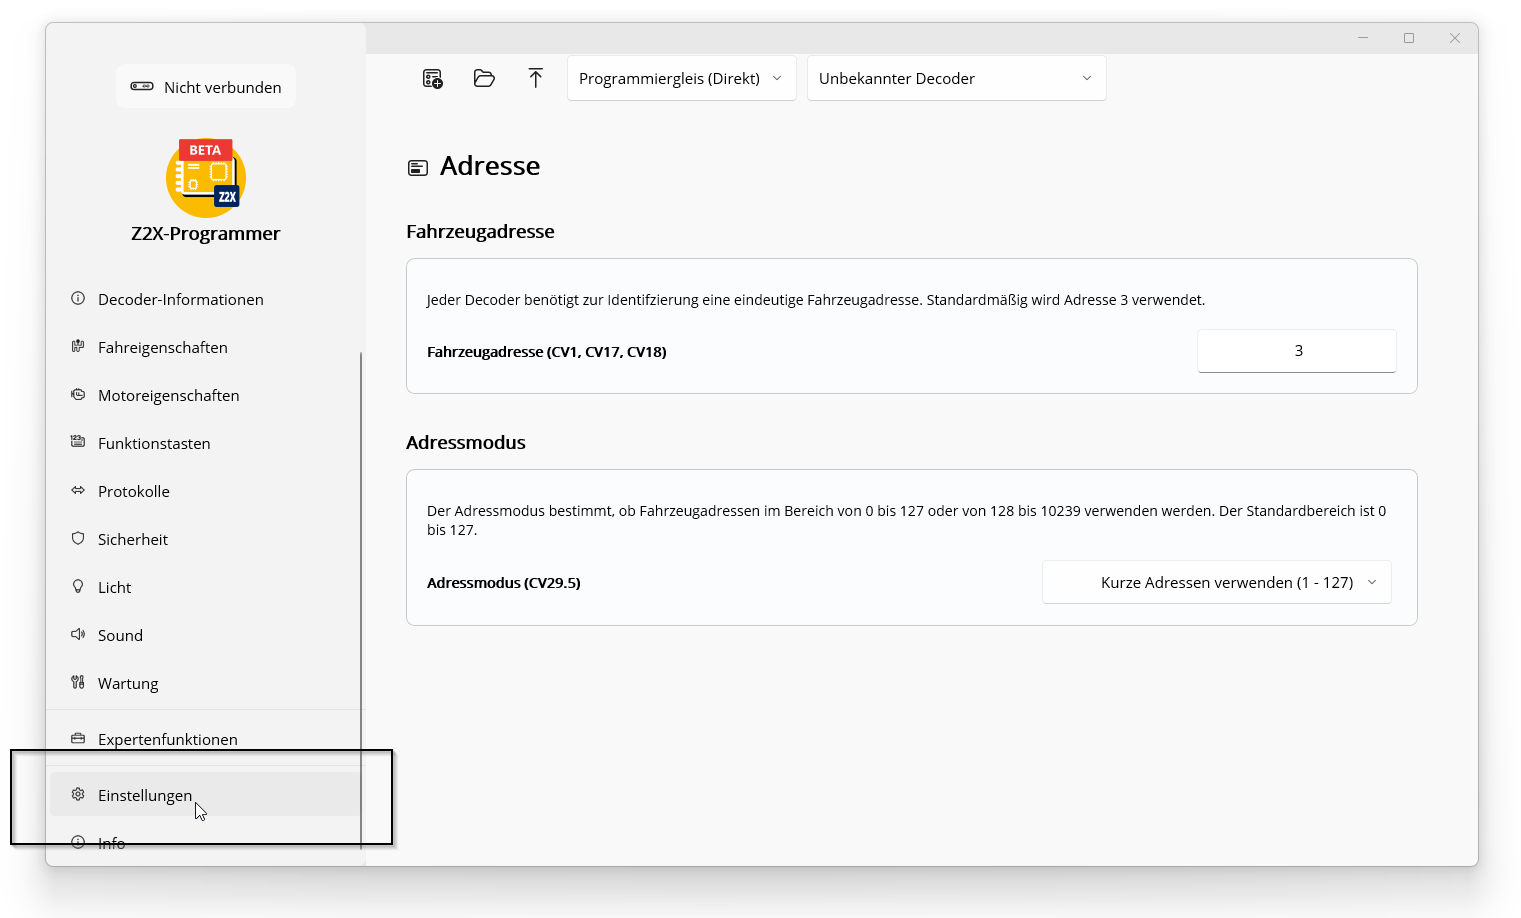 Nicht verbunden
BETA
Z2X
Z2X-Programmer
Decoder-Informationen
Fahreigenschaften
Motoreigenschaften
Funktionstasten
Protokolle
Sicherheit
Licht
Sound
Wartung
Expertenfunktionen
Einstellungen
Info
Programmiergleis (Direkt)
Unbekannter Decoder
Adresse
Fahrzeugadresse
Jeder Decoder benötigt zur Identifzierung eine eindeutige Fahrzeugadresse. Standardmäßig wird Adresse 3 verwendet.
Fahrzeugadresse (CV1, CV17, CV18)
3
Adressmodus
Der Adressmodus bestimmt, ob Fahrzeugadressen im Bereich von 0 bis 127 oder von 128 bis 10239 verwenden werden. Der Standardbereich ist 0
bis 127.
Adressmodus (CV29.5)
Kurze Adressen verwenden (1 - 127)